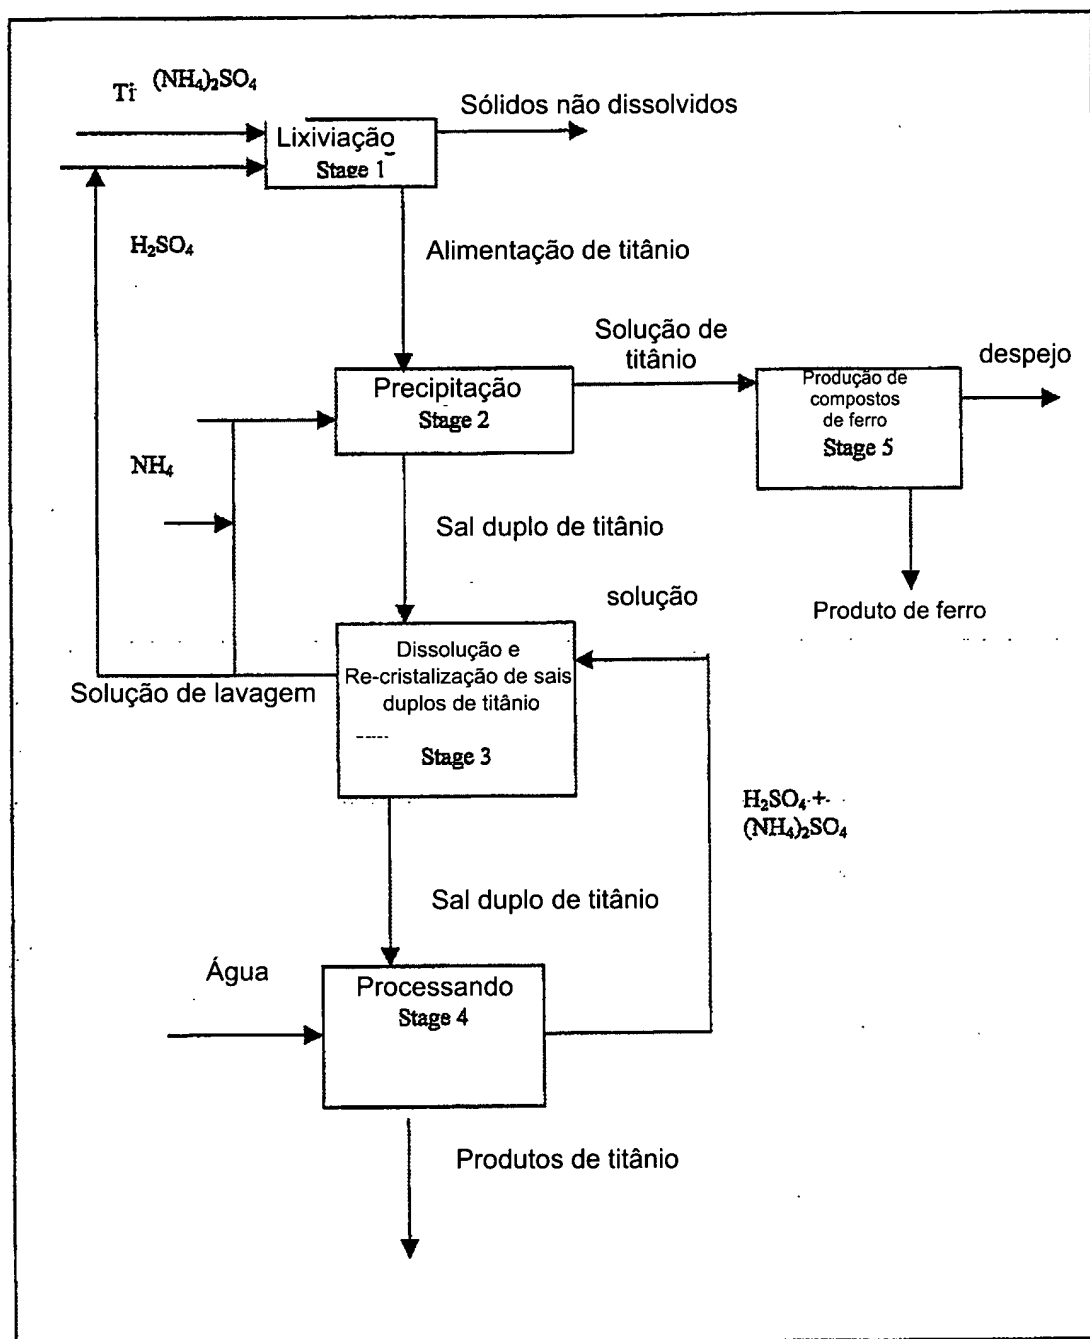 Ti (NH₄)₂SO₄
Sólidos não dissolvidos
Lixiviação
Stage 1
H₂SO₄
Alimentação de titânio
Solução de
titânio
despejo
Precipitação
Stage 2
Produção de
compostos
de ferro
Stage 5
NH₄
Sal duplo de titânio
solução
Produto de ferro
Dissolução e
Re-cristalização de sais
duplos de titânio
Stage 3
Solução de lavagem
H₂SO₄ +
(NH₄)₂SO₄
Sal duplo de titânio
Água
Processando
Stage 4
Produtos de titânio